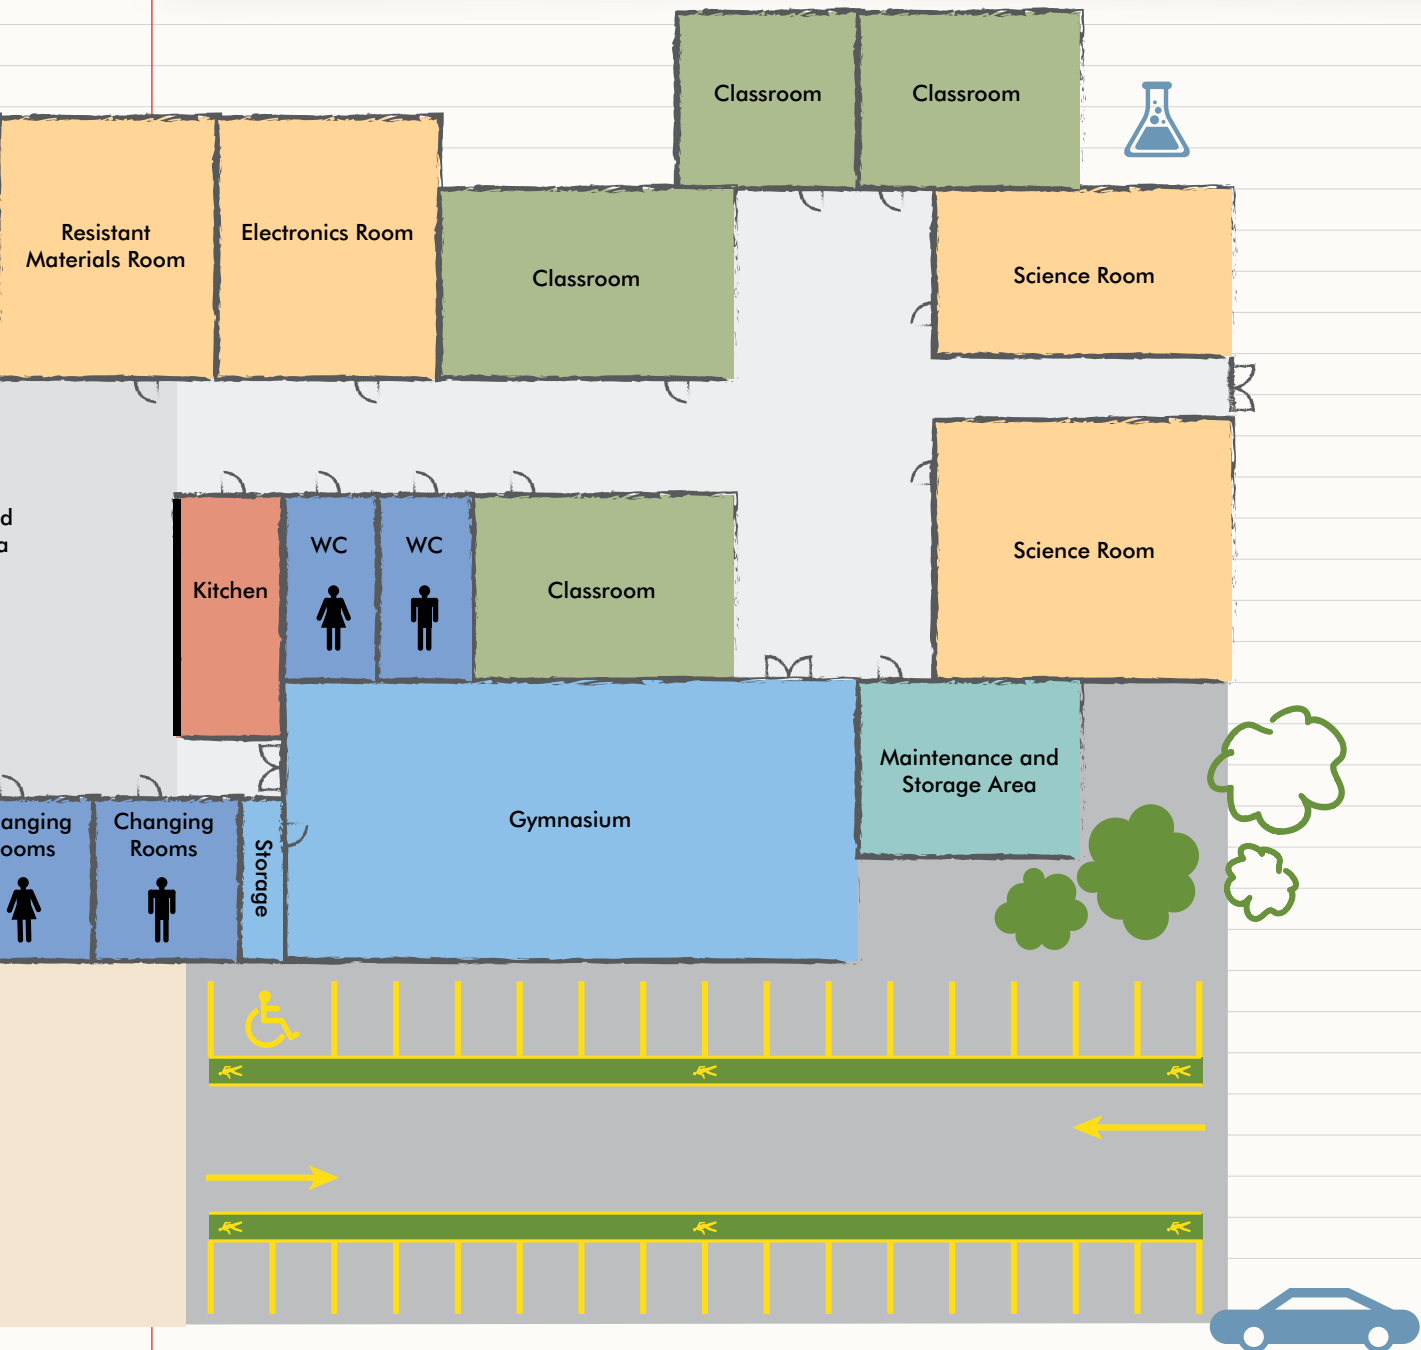 Classroom
Classroom
Resistant
Materials Room
Electronics Room
Classroom
Science Room
d
a
Kitchen
WC
WC
Classroom
Science Room
anging
ooms
Changing
Rooms
Storage
Gymnasium
Maintenance and
Storage Area